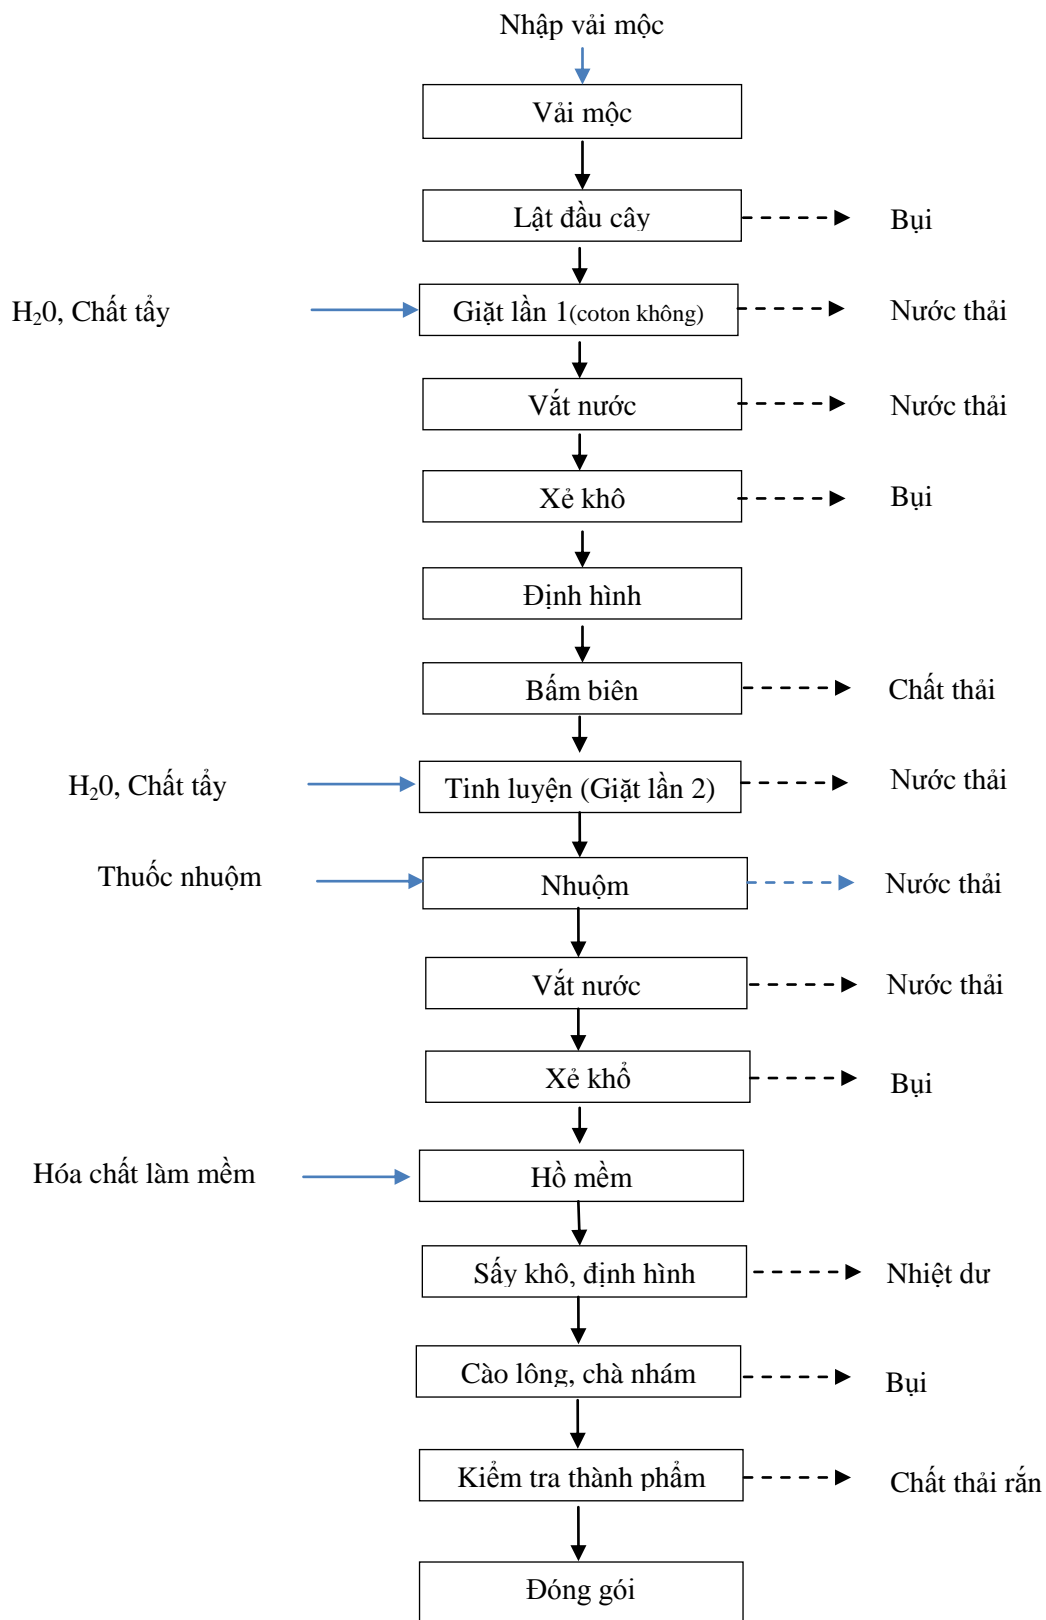 Nhập vải mộc
Vải mộc
Lật đầu cây
Bụi
H₂0, Chất tẩy
Giặt lần 1(coton không)
Nước thải
Vắt nước
Nước thải
Xẻ khô
Bụi
Định hình
Bấm biên
Chất thải
H₂0, Chất tẩy
Tinh luyện (Giặt lần 2)
Nước thải
Thuốc nhuộm
Nhuộm
Nước thải
Vắt nước
Nước thải
Xẻ khổ
Bụi
Hóa chất làm mềm
Hồ mềm
Sấy khô, định hình
Nhiệt dư
Cào lông, chà nhám
Bụi
Kiểm tra thành phẩm
Chất thải rắn
Đóng gói